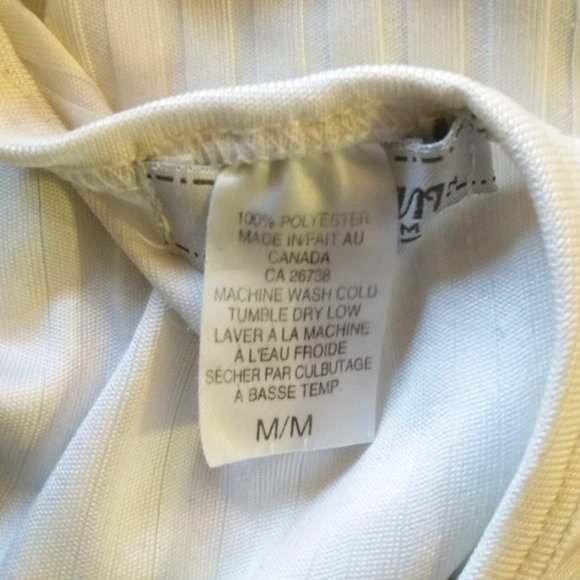 100% POLYESTER
MADE IN/FAIT AU
CANADA
CA 26738
MACHINE WASH COLD
TUMBLE DRY LOW
LAVER A LA MACHINE
A L'EAU FROIDE
SÉCHER PAR CULBUTAGE
À BASSE TEMP.
M/M